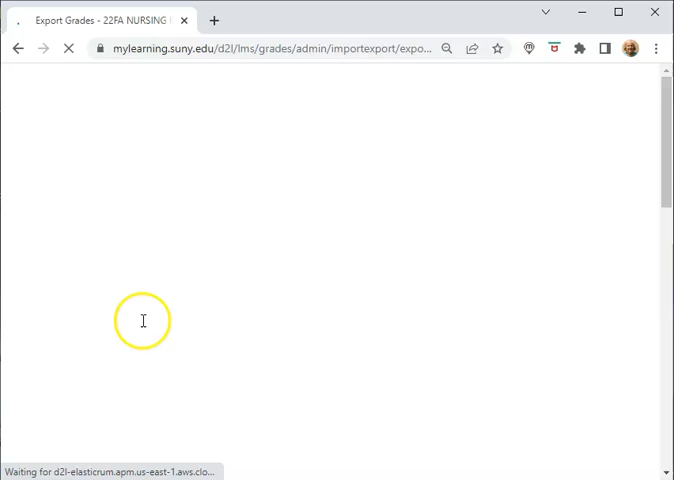 Export Grades - 22FA NURSING
mylearning.suny.edu/d2l/lms/grades/admin/importexport/expo...
Waiting for d2l-elasticrum.apm.us-east-1.aws.clo...